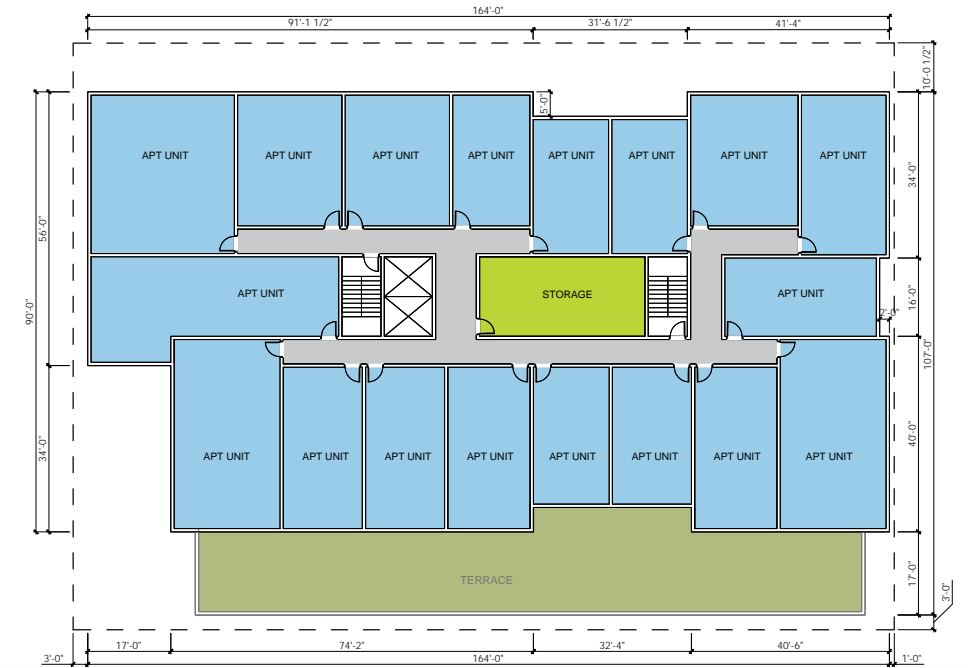 164'-0"
91'-1 1/2"
31'-6 1/2"
41'-4"
10'-0 1/2"
5'-0"
APT UNIT
APT UNIT
APT UNIT
APT UNIT
APT UNIT
APT UNIT
APT UNIT
APT UNIT
34'-0"
56'-0"
90'-0"
APT UNIT
STORAGE
APT UNIT
16'-0"
2'-0"
107'-0"
34'-0"
APT UNIT
APT UNIT
APT UNIT
APT UNIT
APT UNIT
APT UNIT
APT UNIT
APT UNIT
40'-0"
TERRACE
17'-0"
3'-0"
17'-0"
74'-2"
32'-4"
40'-6"
3'-0"
164'-0"
1'-0"